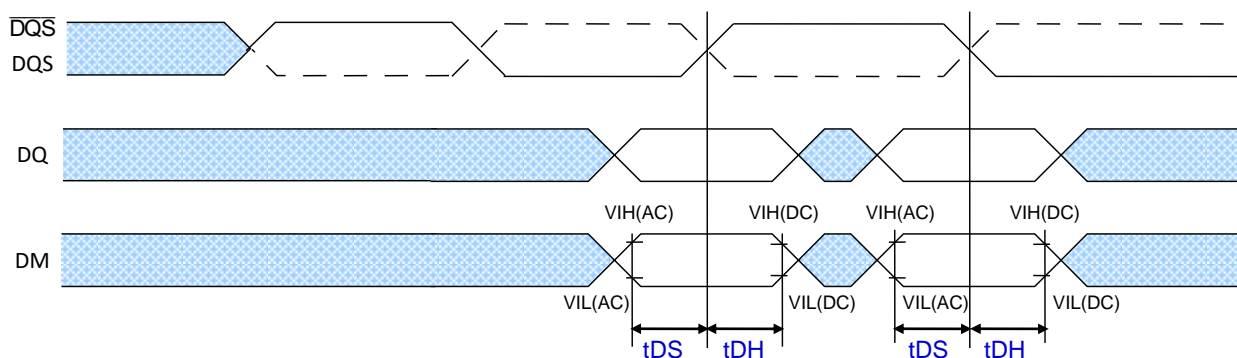 DQS
DQS
DQ
VIH(AC) VIH(DC) VIH(AC) VIH(DC)
DM
VIL(AC) VIL(DC) VIL(AC) VIL(DC)
tDS tDH tDS tDH